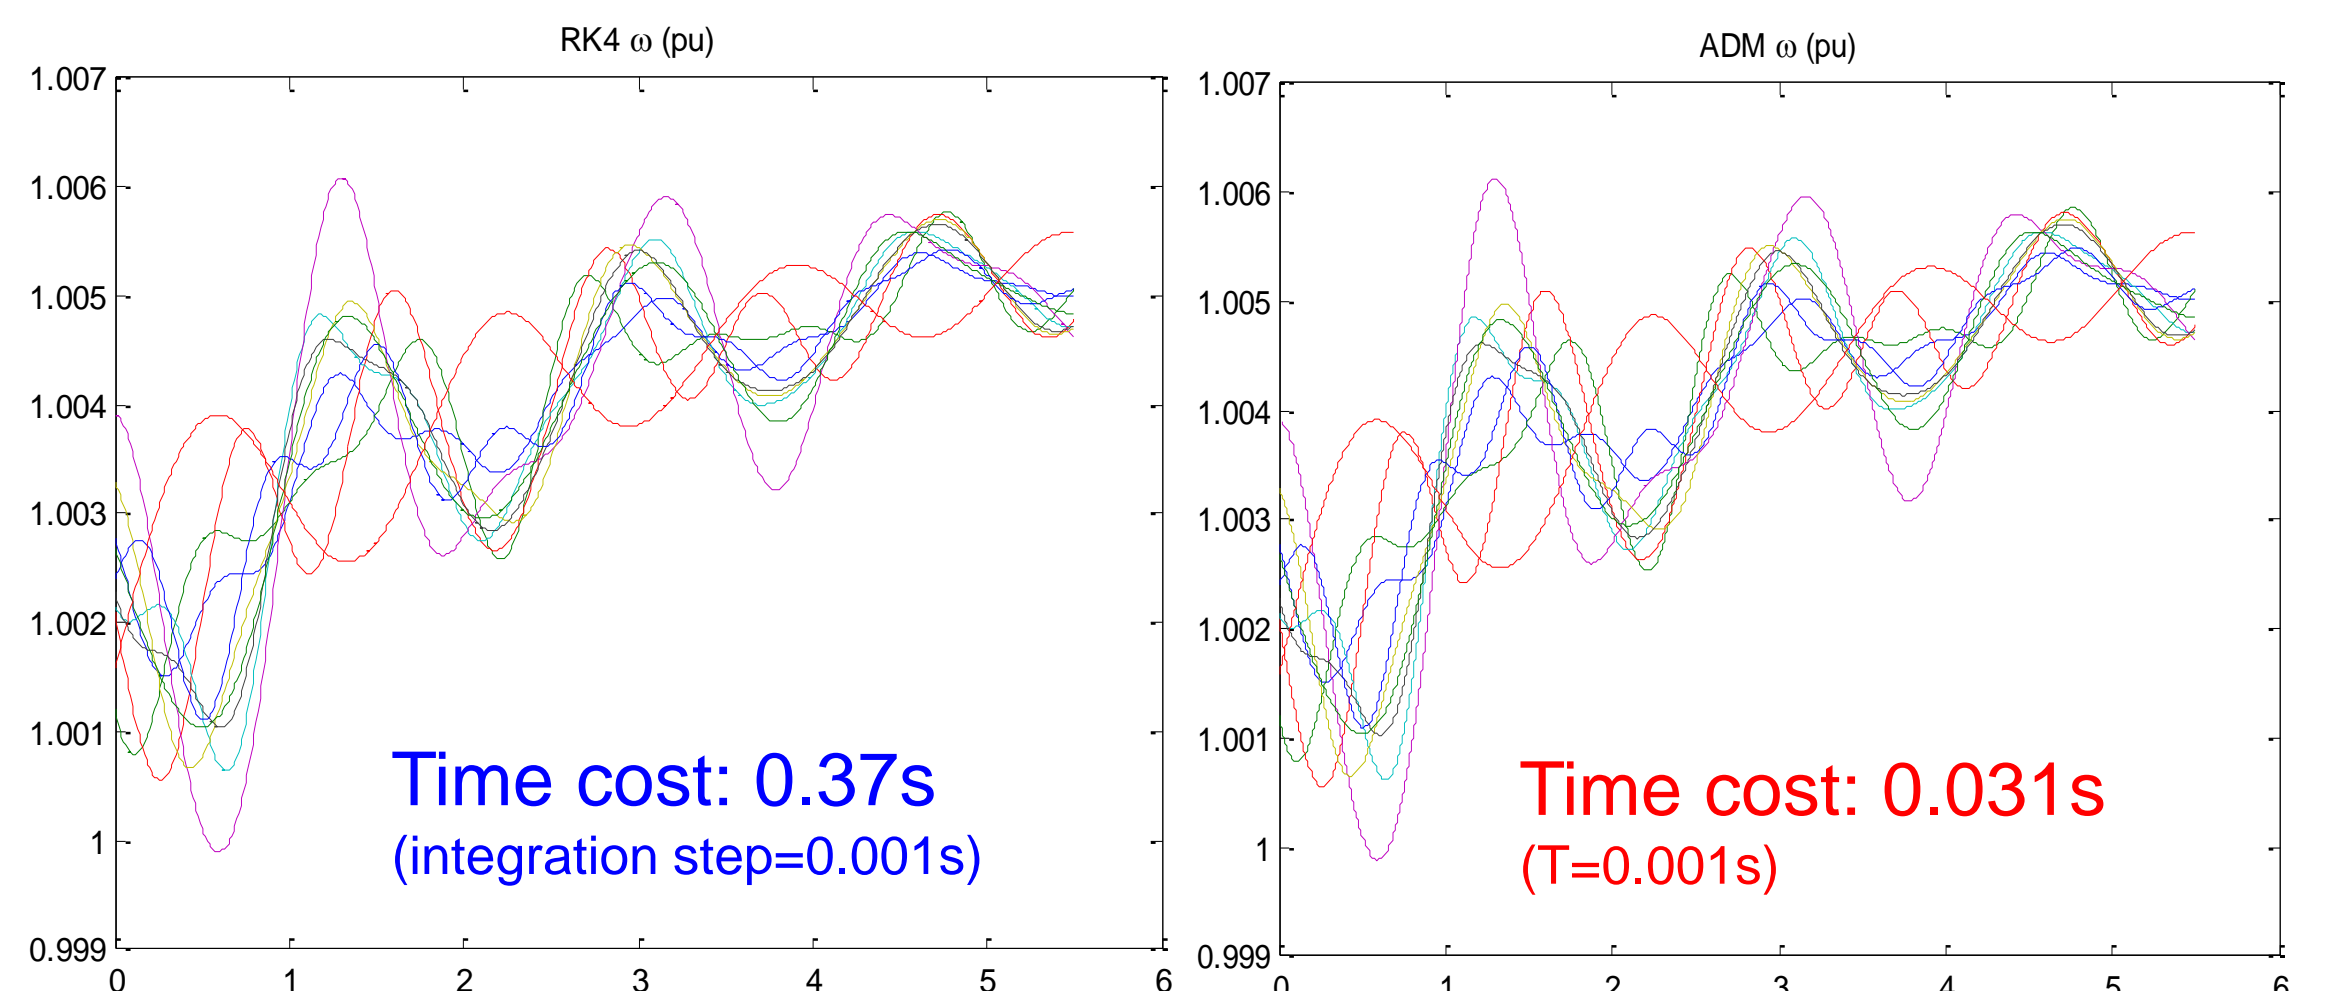 RK4 ω (pu)
1.007
1.006
1.005
1.004
1.003
1.002
1.001
1
0.999
0 1 2 3 4 5 6
Time cost: 0.37s
(integration step=0.001s)
ADM ω (pu)
1.007
1.006
1.005
1.004
1.003
1.002
1.001
1
0.999
0 1 2 3 4 5 6
Time cost: 0.031s
(T=0.001s)